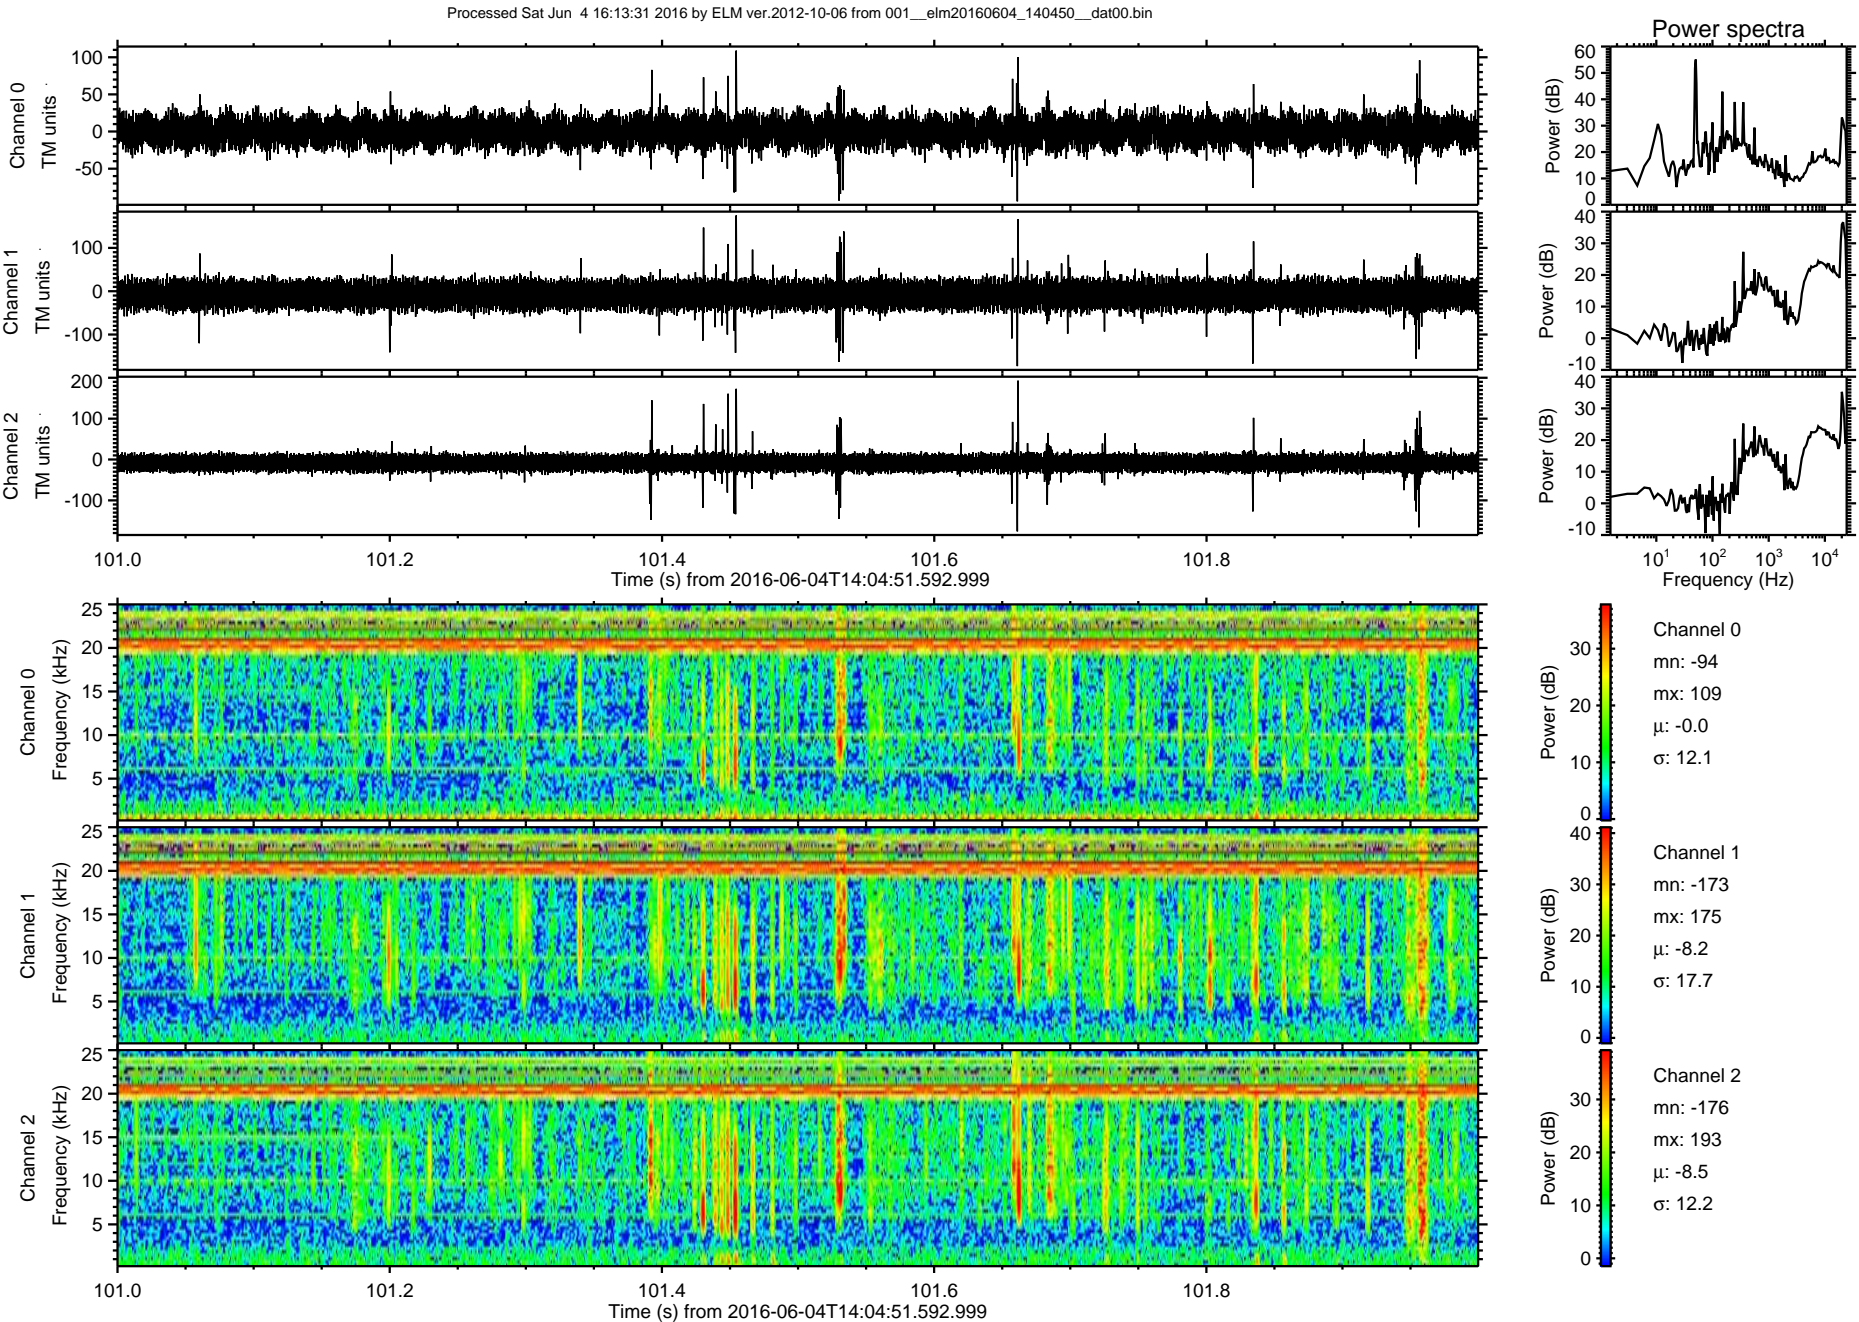 Processed Sat Jun  4 16:13:31 2016 by ELM ver.2012-10-06 from 001__elm20160604_140450__dat00.bin
Power spectra
Channel 0
TM units
100
50
0
-50
Power (dB)
60
50
40
30
20
10
0
Channel 1
TM units
100
0
-100
Power (dB)
40
30
20
10
0
-10
Channel 2
TM units
200
100
0
-100
Power (dB)
40
30
20
10
0
-10
101.0 101.2 101.4 101.6 101.8
Time (s) from 2016-06-04T14:04:51.592.999
10¹ 10² 10³ 10⁴
Frequency (Hz)
Channel 0
Frequency (kHz)
25
20
15
10
5
Power (dB)
30
20
10
0
Channel 0
mn: -94
mx: 109
μ: -0.0
σ: 12.1
Channel 1
Frequency (kHz)
25
20
15
10
5
Power (dB)
40
30
20
10
0
Channel 1
mn: -173
mx: 175
μ: -8.2
σ: 17.7
Channel 2
Frequency (kHz)
25
20
15
10
5
Power (dB)
30
20
10
0
Channel 2
mn: -176
mx: 193
μ: -8.5
σ: 12.2
101.0 101.2 101.4 101.6 101.8
Time (s) from 2016-06-04T14:04:51.592.999